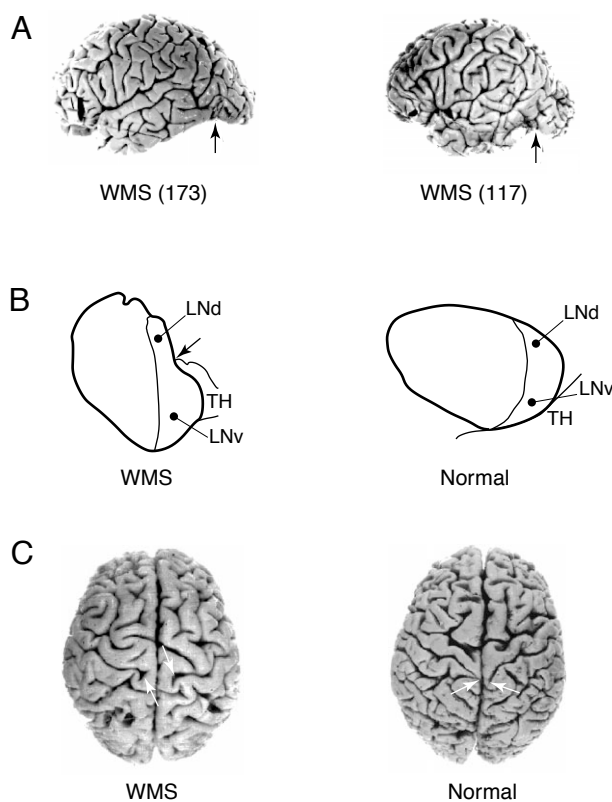 A
WMS (173)
WMS (117)
B
LNd
TH
LNv
WMS
LNd
LNv
TH
Normal
C
WMS
Normal